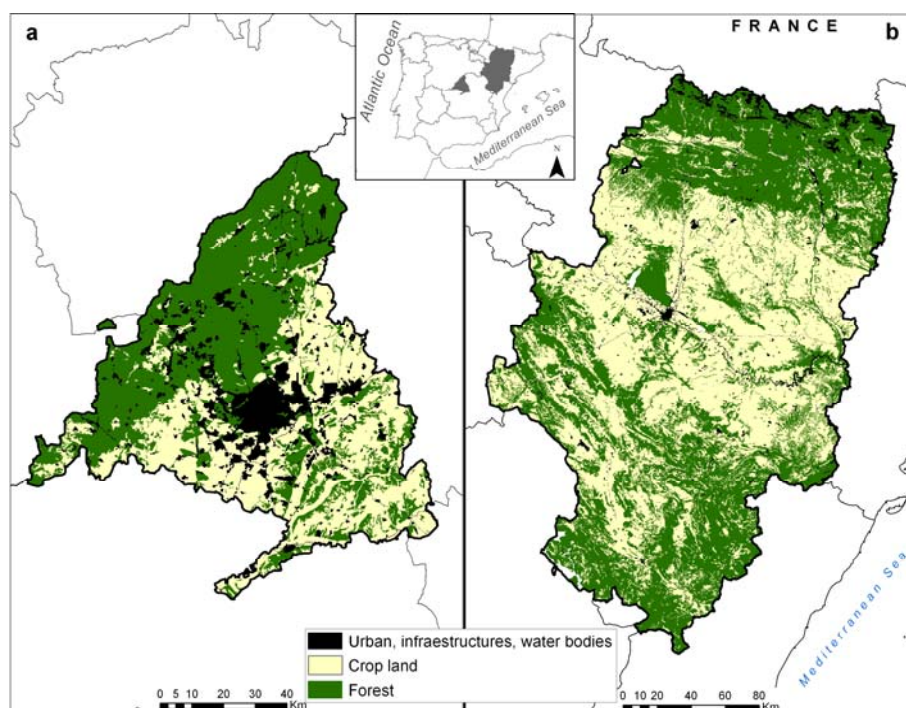 a
Atlantic Ocean
Mediterranean Sea
N
FRANCE
b
Mediterranean Sea
Urban, infraestructures, water bodies
Crop land
Forest
0 5 10 20 30 40
Km
0 10 20 40 60 80
Km